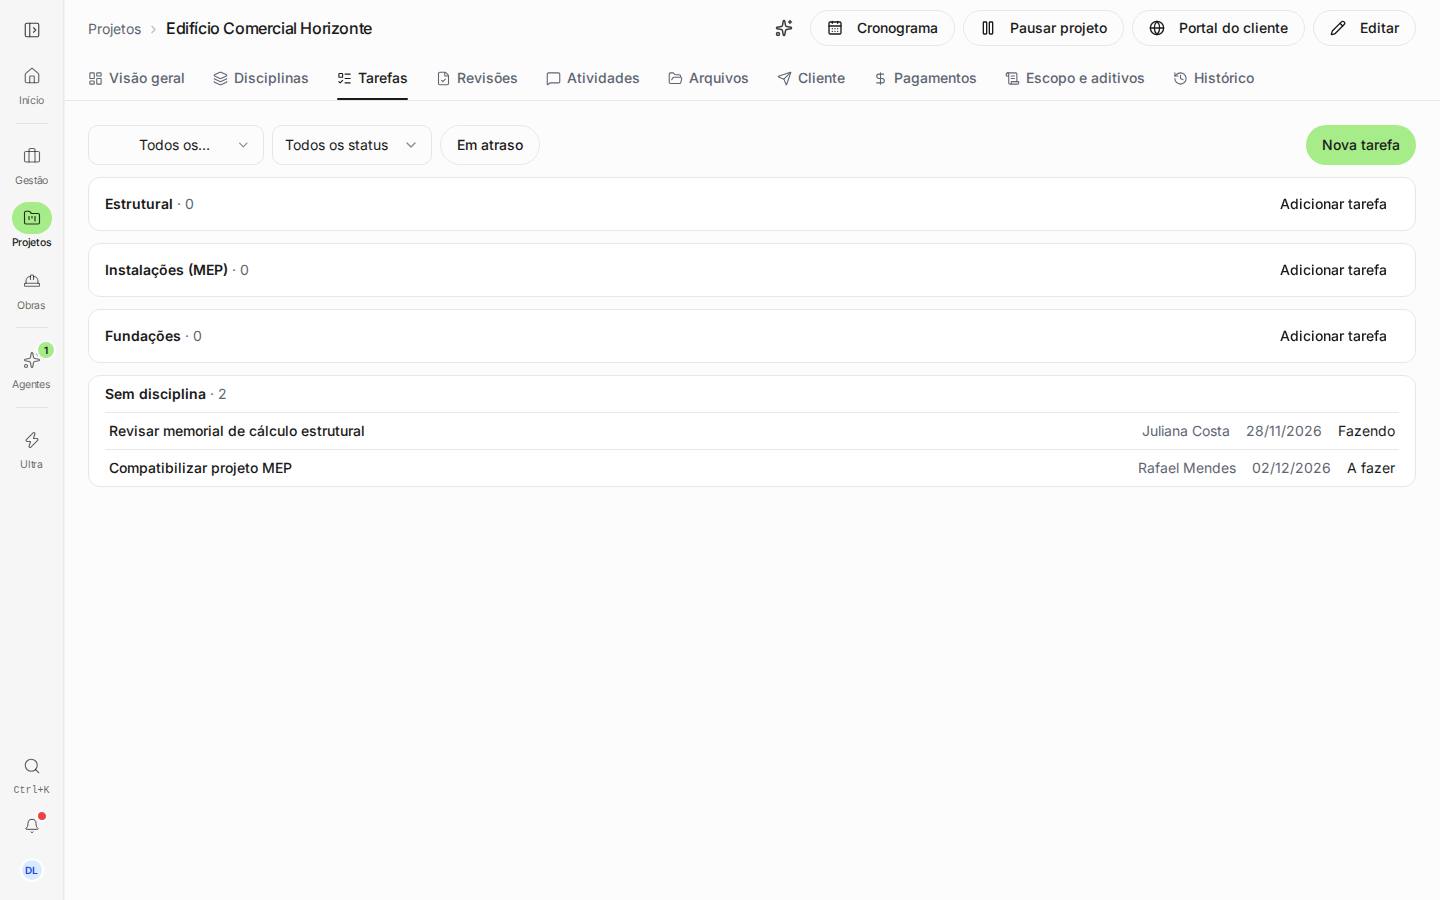 Projetos › Edifício Comercial Horizonte
Cronograma
Pausar projeto
Portal do cliente
Editar
Início
Gestão
Projetos
Obras
1
Agentes
Ultra
Ctrl+K
DL
Visão geral
Disciplinas
Tarefas
Revisões
Atividades
Arquivos
Cliente
Pagamentos
Escopo e aditivos
Histórico
Todos os...
Todos os status
Em atraso
Nova tarefa
Estrutural · 0
Adicionar tarefa
Instalações (MEP) · 0
Adicionar tarefa
Fundações · 0
Adicionar tarefa
Sem disciplina · 2
Revisar memorial de cálculo estrutural Juliana Costa 28/11/2026 Fazendo
Compatibilizar projeto MEP Rafael Mendes 02/12/2026 A fazer